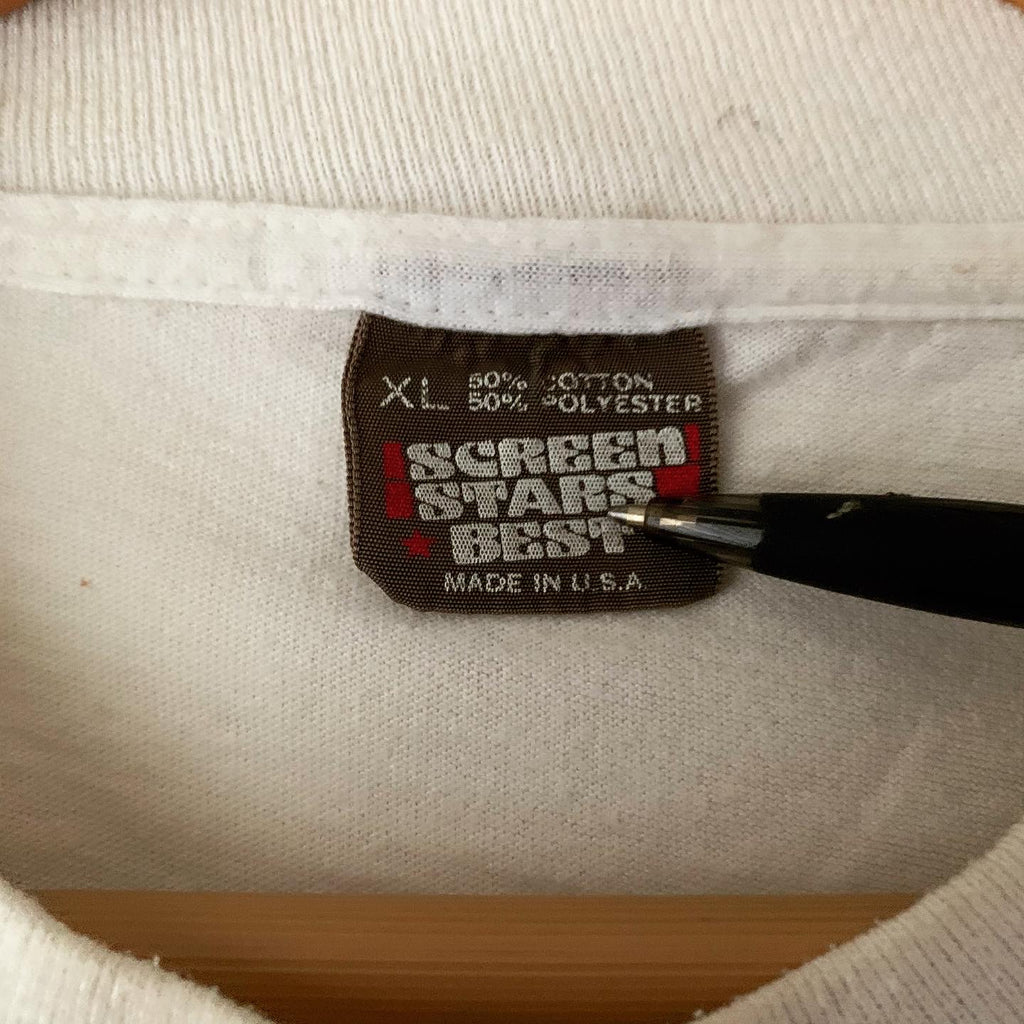 XL 50% COTTON
50% POLYESTER
SCREEN
STARS
BEST
MADE IN U.S.A